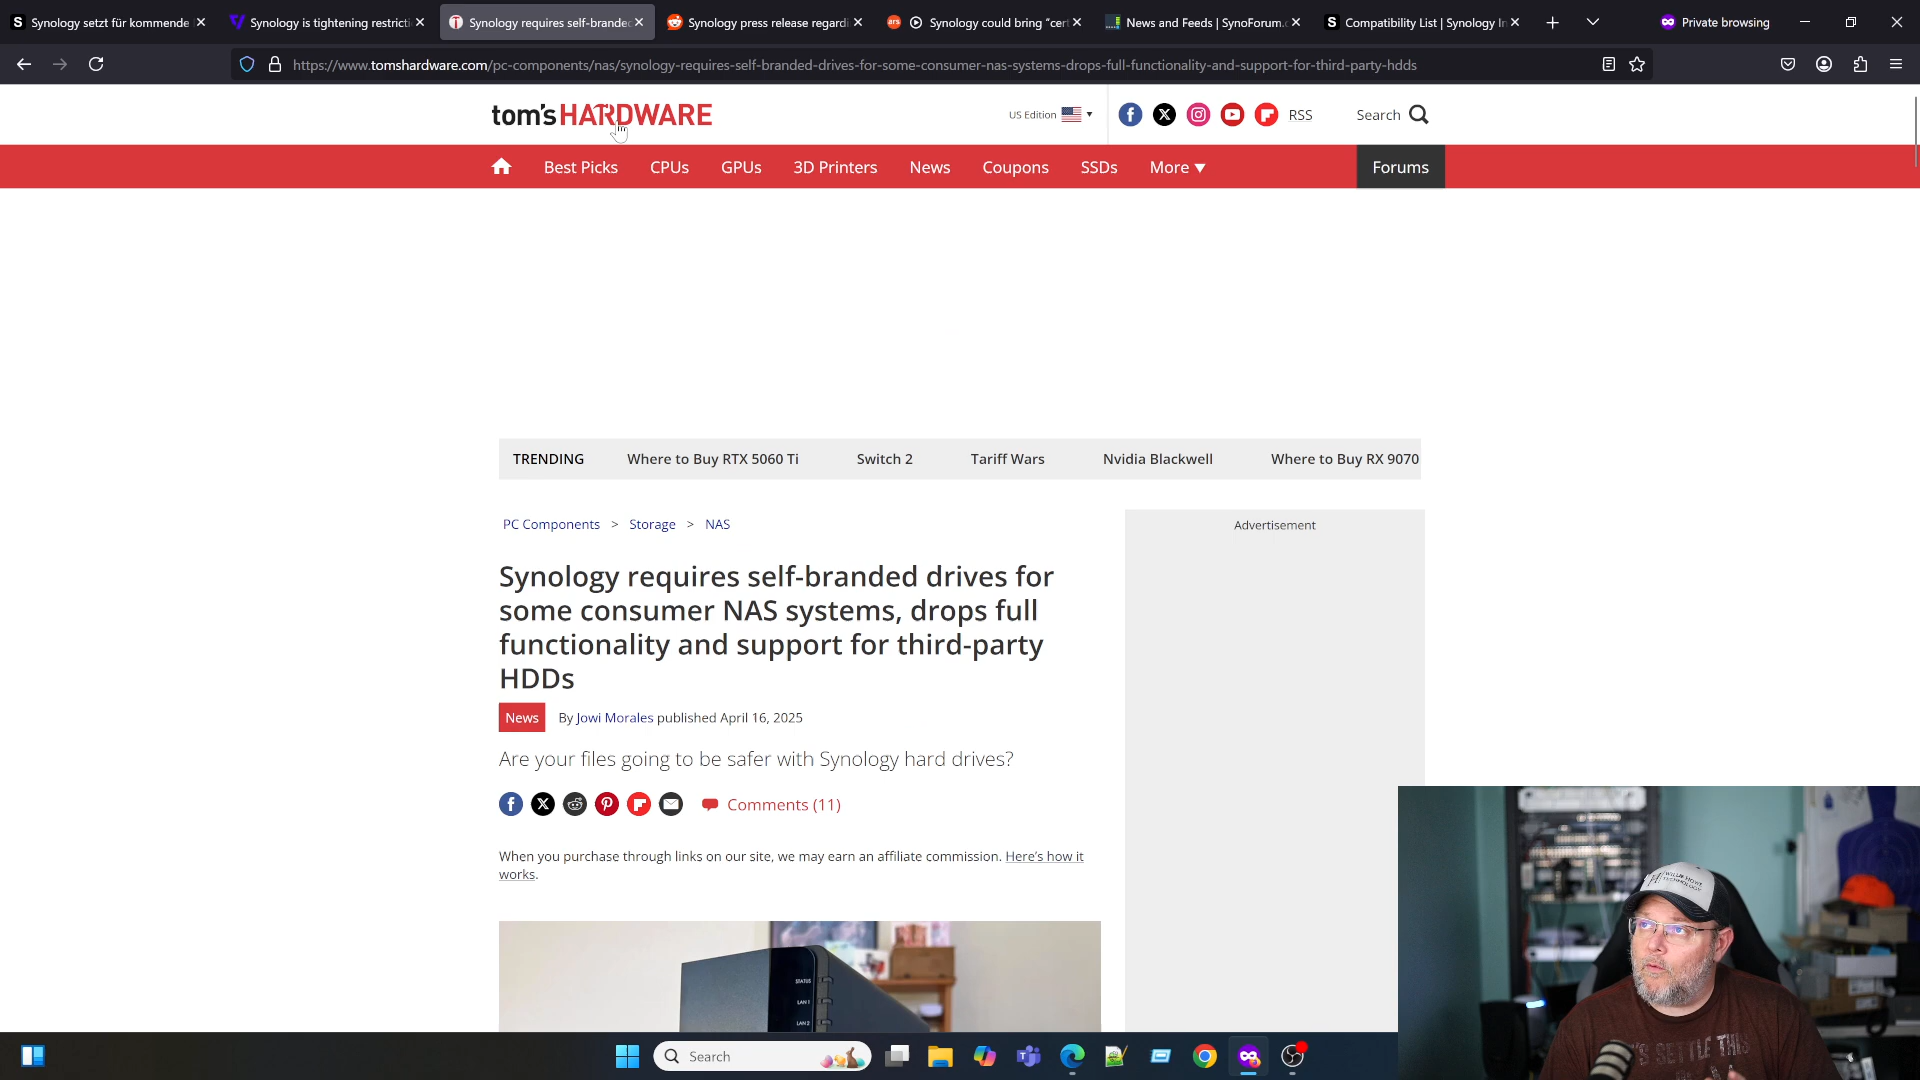 Synology setzt für kommende
Synology is tightening restricti
Synology requires self-branded
Synology press release regardi
Synology could bring “cert
News and Feeds | SynoForum.c
Compatibility List | Synology In
Private browsing
https://www.tomshardware.com/pc-components/nas/synology-requires-self-branded-drives-for-some-consumer-nas-systems-drops-full-functionality-and-support-for-third-party-hdds
tom's HARDWARE
US Edition
RSS
Search
Best Picks
CPUs
GPUs
3D Printers
News
Coupons
SSDs
More
Forums
TRENDING
Where to Buy RTX 5060 Ti
Switch 2
Tariff Wars
Nvidia Blackwell
Where to Buy RX 9070
PC Components > Storage > NAS
Advertisement
Synology requires self-branded drives for
some consumer NAS systems, drops full
functionality and support for third-party
HDDs
News
By Jowi Morales published April 16, 2025
Are your files going to be safer with Synology hard drives?
Comments (11)
When you purchase through links on our site, we may earn an affiliate commission. Here's how it
works.
STATUS
LAN 1
LAN 2
WILLIE HOWE
TECHNOLOGY
Search